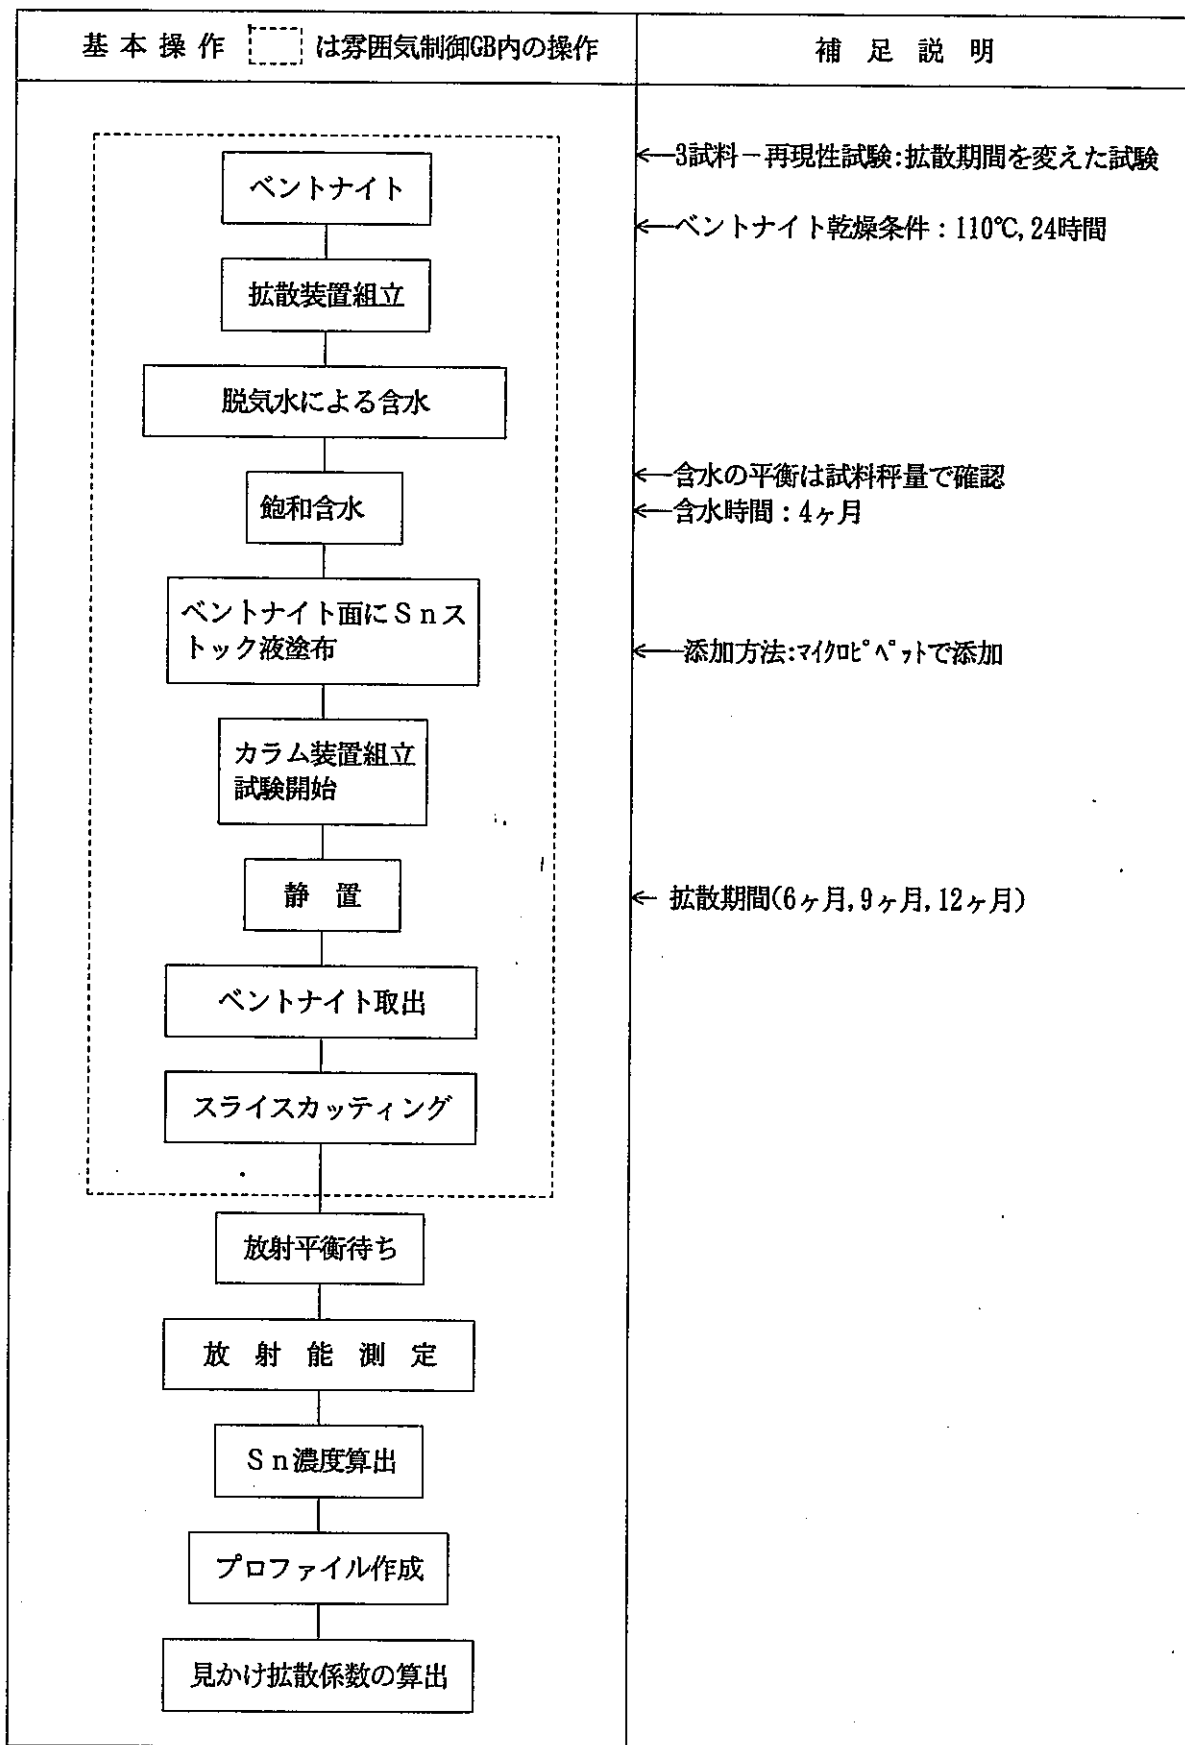 基本操作 は雰囲気制御GB内の操作
補足説明
ベントナイト
←3試料－再現性試験:拡散期間を変えた試験
←ベントナイト乾燥条件：110℃, 24時間
拡散装置組立
脱気水による含水
飽和含水
←含水の平衡は試料秤量で確認
←含水時間：4ヶ月
ベントナイト面にSnス
トック液塗布
←添加方法:ﾏｲｸﾛﾋﾟﾍﾟｯﾄで添加
カラム装置組立
試験開始
静置
←拡散期間(6ヶ月, 9ヶ月, 12ヶ月)
ベントナイト取出
スライスカッティング
放射平衡待ち
放射能測定
Sn濃度算出
プロファイル作成
見かけ拡散係数の算出